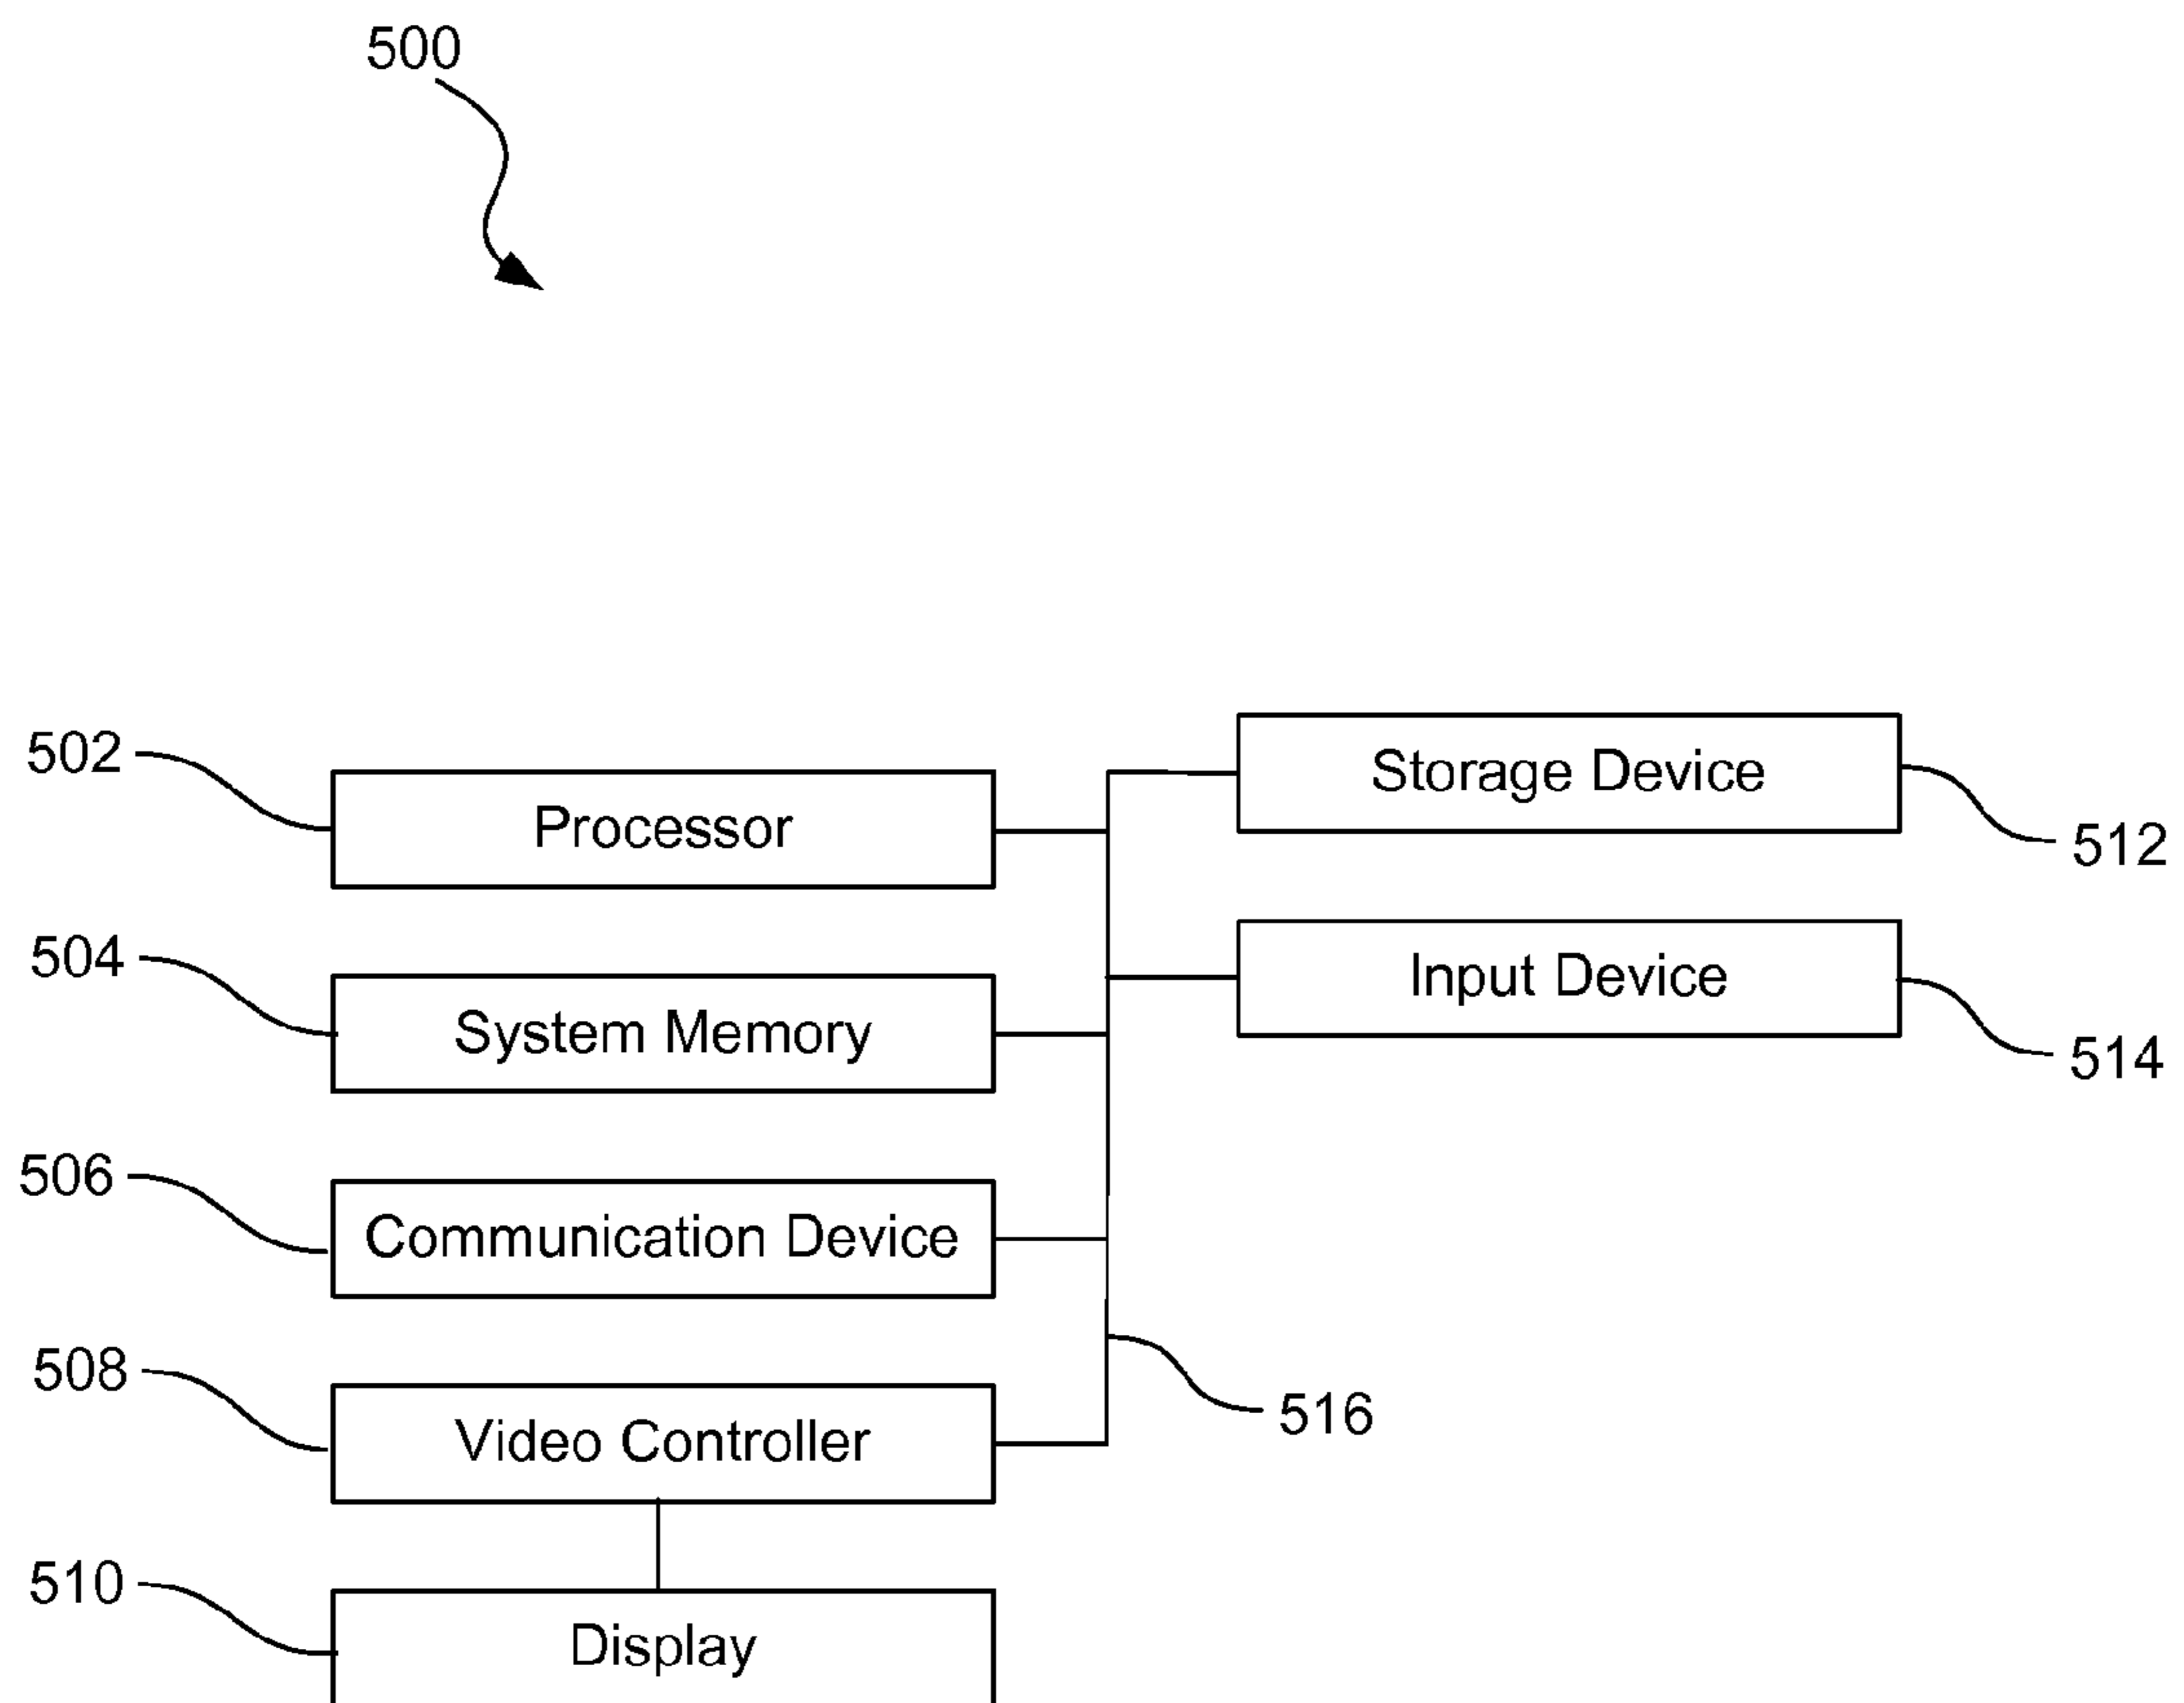 500
502
Processor
Storage Device
512
504
System Memory
Input Device
514
506
Communication Device
508
Video Controller
516
510
Display